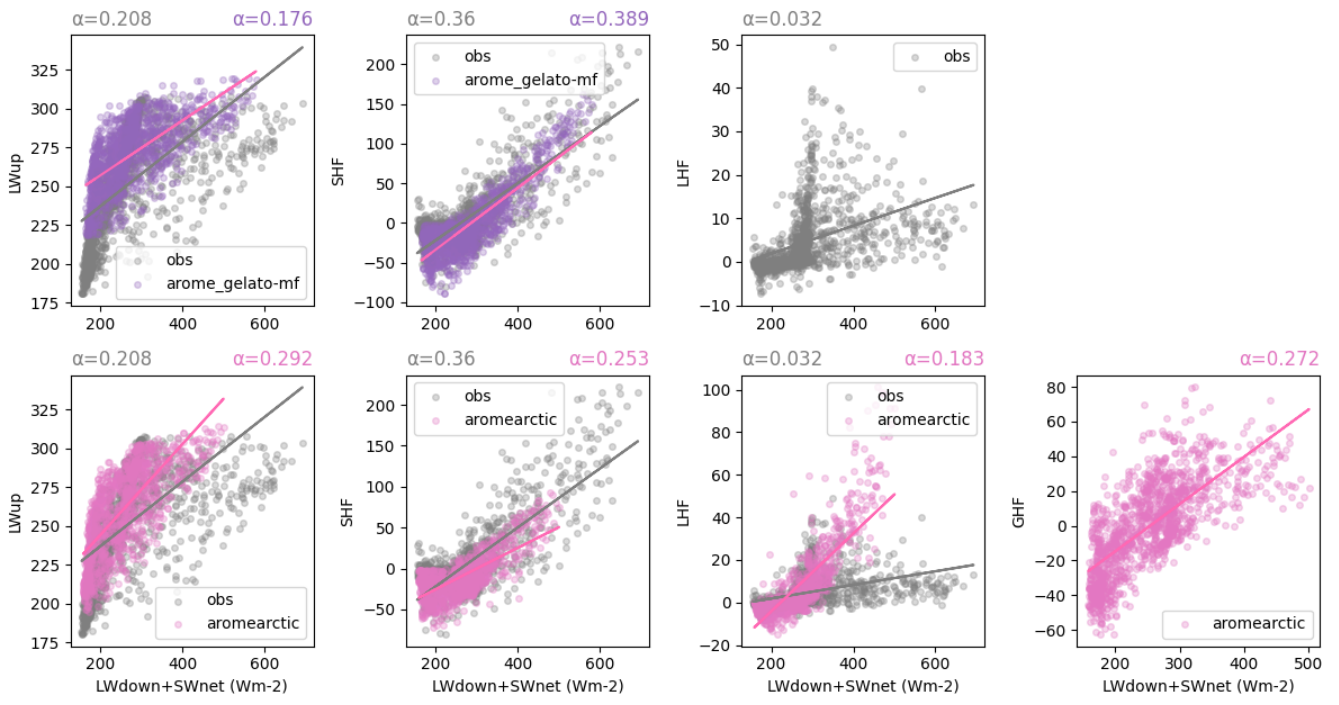 α=0.208 α=0.176 α=0.36 α=0.389 α=0.032
LWup
325
300
275
250
225
200
175
obs
arome_gelato-mf
200 400 600
SHF
200
150
100
50
0
−50
−100
obs
arome_gelato-mf
200 400 600
LHF
50
40
30
20
10
0
−10
obs
200 400 600
α=0.208 α=0.292 α=0.36 α=0.253 α=0.032 α=0.183 α=0.272
LWup
325
300
275
250
225
200
175
obs
aromearctic
200 400 600
LWdown+SWnet (Wm-2)
SHF
200
150
100
50
0
−50
obs
aromearctic
200 400 600
LWdown+SWnet (Wm-2)
LHF
100
80
60
40
20
0
−20
obs
aromearctic
200 400 600
LWdown+SWnet (Wm-2)
GHF
80
60
40
20
0
−20
−40
−60
aromearctic
200 300 400 500
LWdown+SWnet (Wm-2)